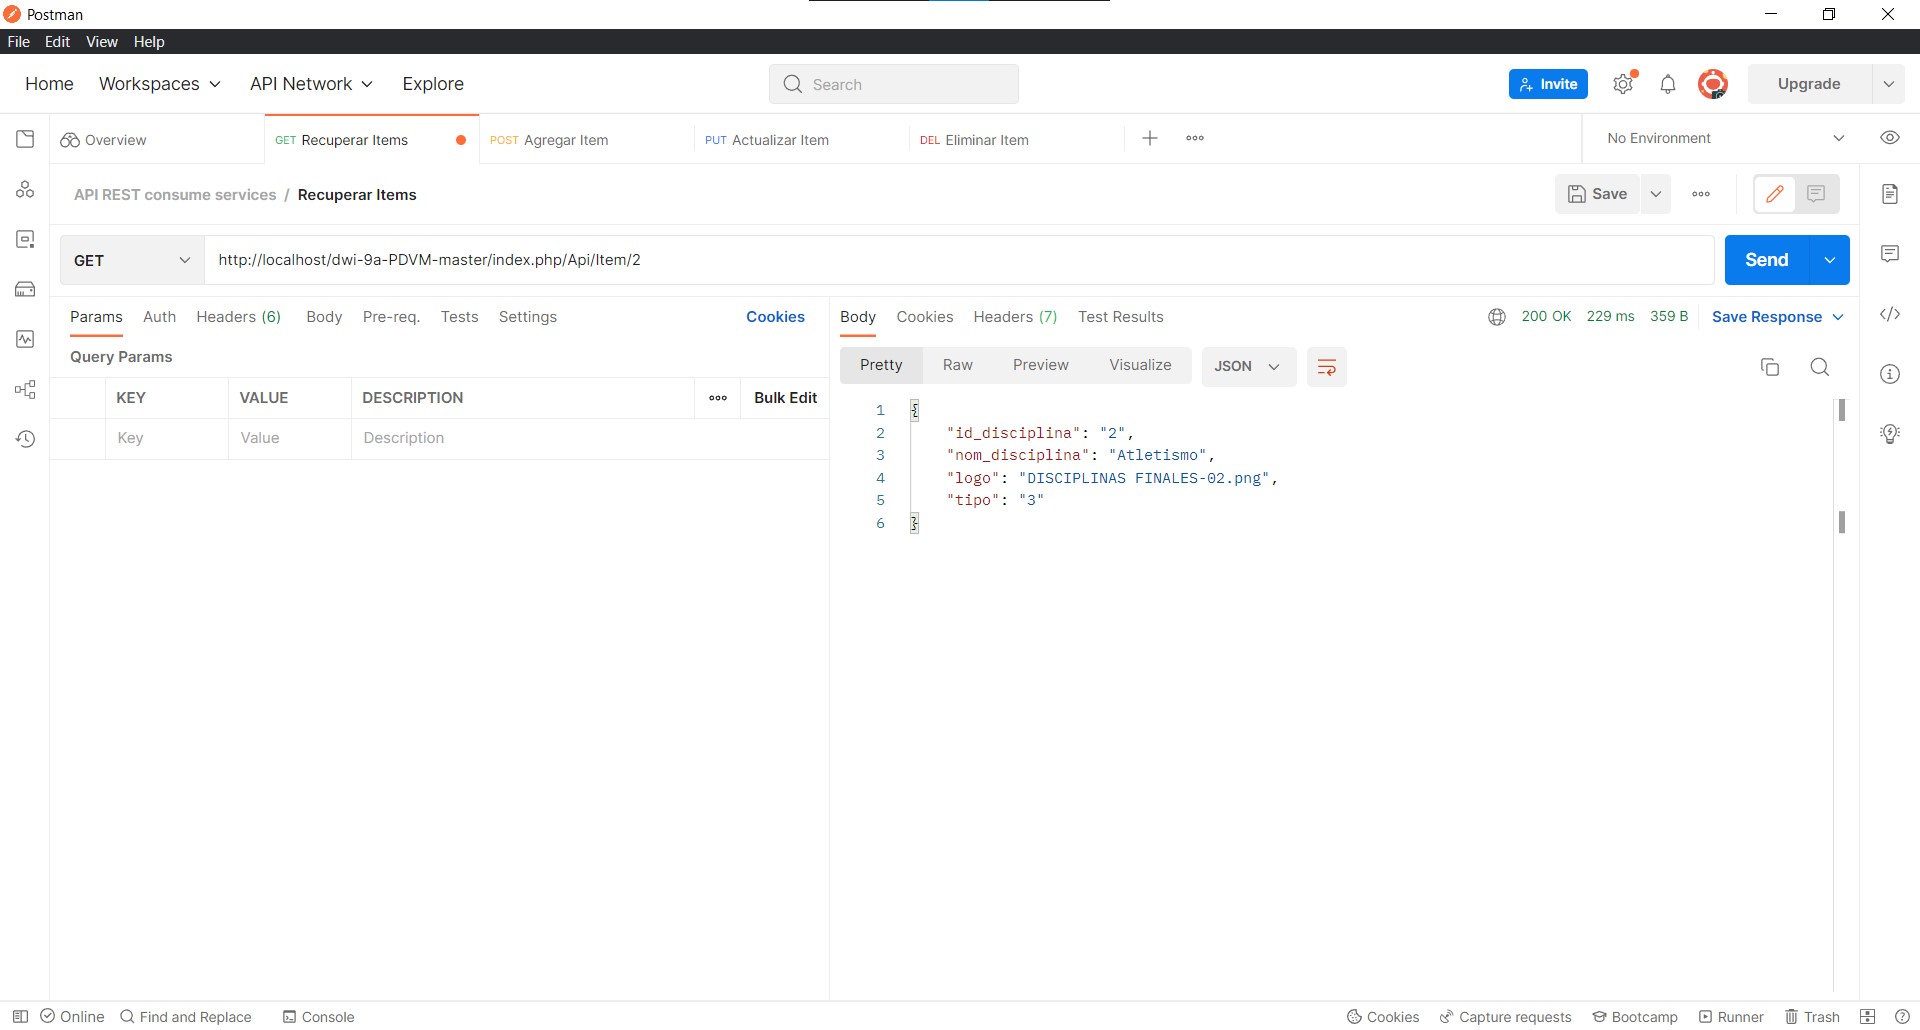 Postman
File Edit View Help
Home Workspaces API Network Explore Search Invite Upgrade
Overview GET Recuperar Items POST Agregar Item PUT Actualizar Item DEL Eliminar Item No Environment
API REST consume services / Recuperar Items Save
GET http://localhost/dwi-9a-PDVM-master/index.php/Api/Item/2 Send
Params Auth Headers (6) Body Pre-req. Tests Settings Cookies
Query Params
KEY VALUE DESCRIPTION Bulk Edit
Key Value Description
Body Cookies Headers (7) Test Results 200 OK 229 ms 359 B Save Response
Pretty Raw Preview Visualize JSON
1 {
2 "id_disciplina": "2",
3 "nom_disciplina": "Atletismo",
4 "logo": "DISCIPLINAS FINALES-02.png",
5 "tipo": "3"
6 }
Online Find and Replace Console Cookies Capture requests Bootcamp Runner Trash